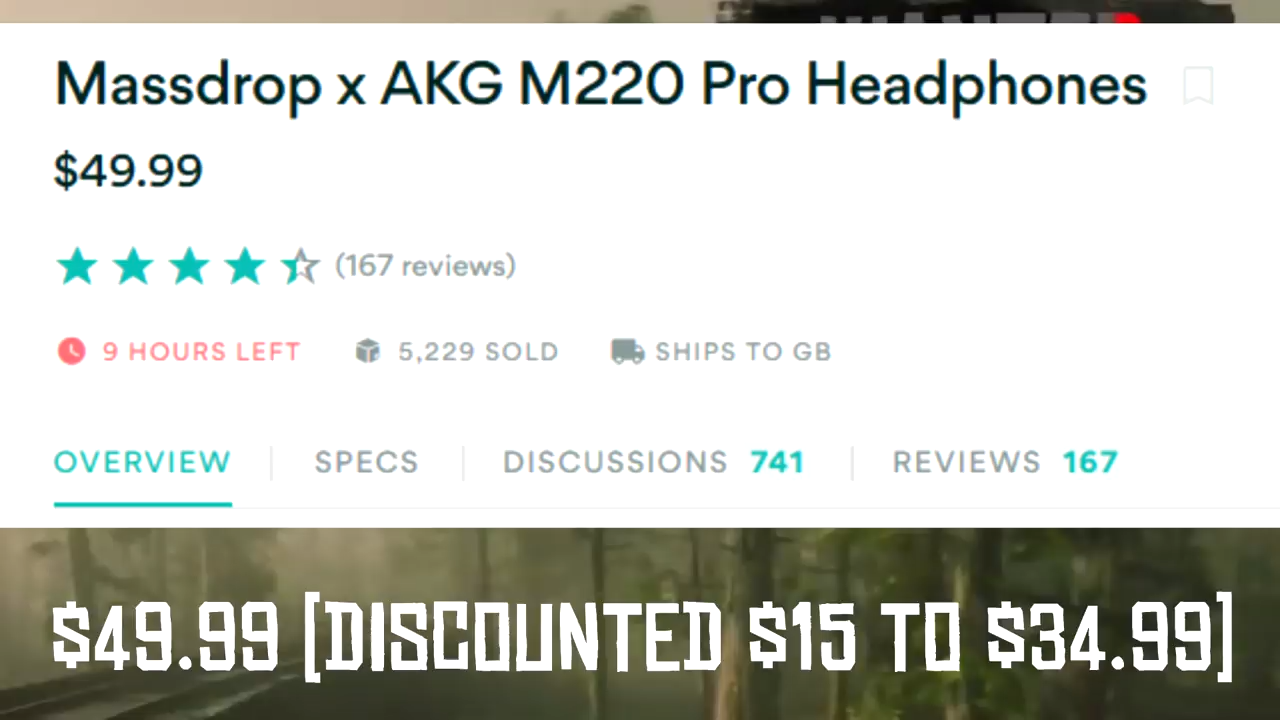 Massdrop x AKG M220 Pro Headphones
$49.99
(167 reviews)
9 HOURS LEFT 5,229 SOLD SHIPS TO GB
OVERVIEW SPECS DISCUSSIONS 741 REVIEWS 167
$49.99 [DISCOUNTED $15 TO $34.99]